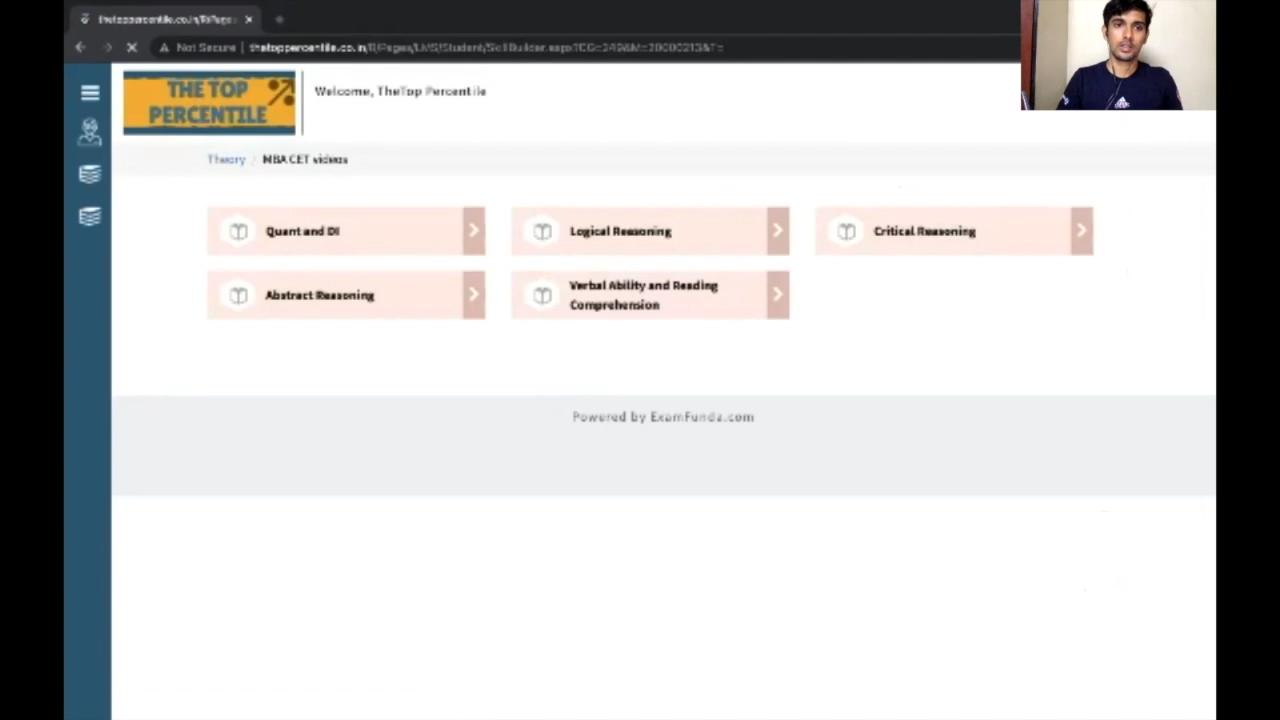 Not Secure
THE TOP
PERCENTILE
Welcome, TheTop Percentile
Theory / MBA CET videos
Quant and DI
Logical Reasoning
Critical Reasoning
Abstract Reasoning
Verbal Ability and Reading
Comprehension
Powered by ExamFunda.com